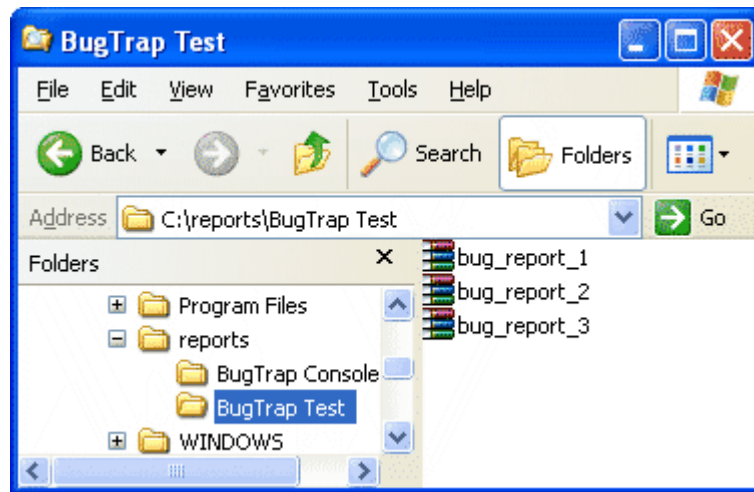 BugTrap Test
File Edit View Favorites Tools Help
Back Search Folders
Address C:\reports\BugTrap Test Go
Folders
Program Files
reports
BugTrap Console
BugTrap Test
WINDOWS
bug_report_1
bug_report_2
bug_report_3